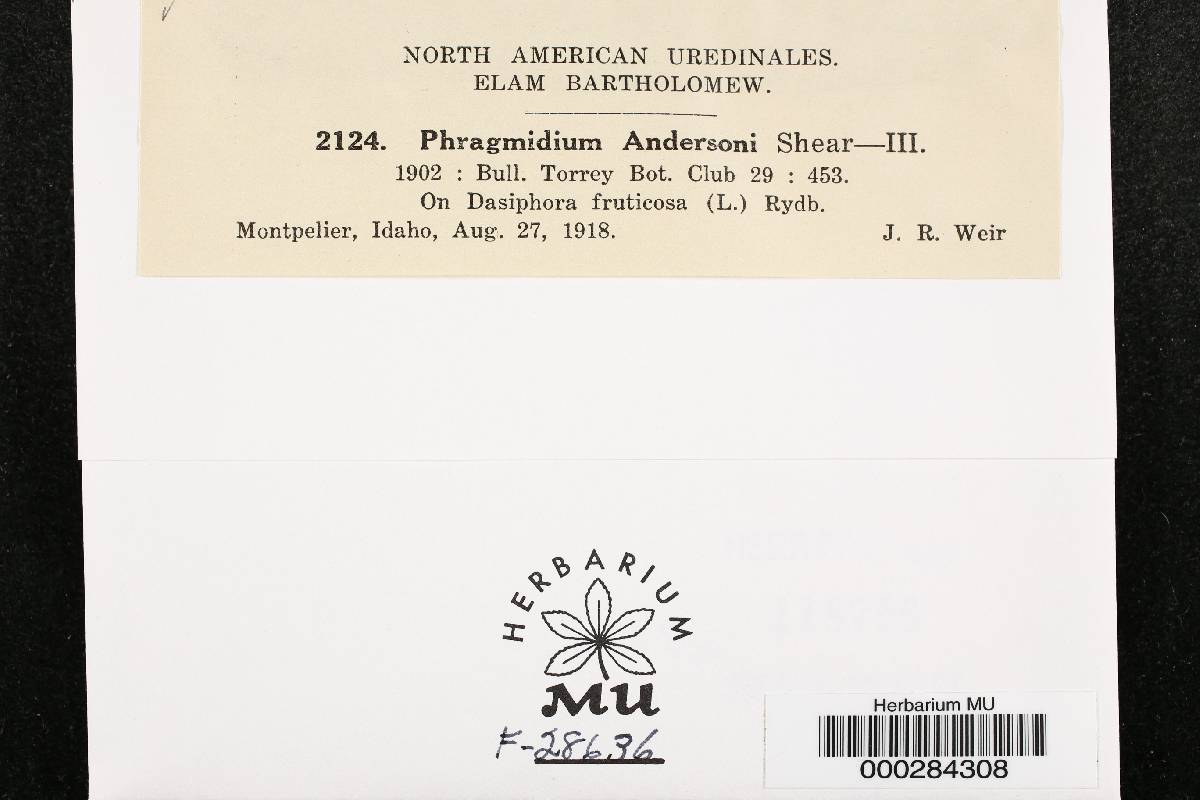 NORTH AMERICAN UREDINALES.
ELAM BARTHOLOMEW.
2124. Phragmidium Andersoni Shear—III.
1902 : Bull. Torrey Bot. Club 29 : 453.
On Dasiphora fruticosa (L.) Rydb.
Montpelier, Idaho, Aug. 27, 1918. J. R. Weir
HERBARIUM
MU
F-28636
Herbarium MU
000284308